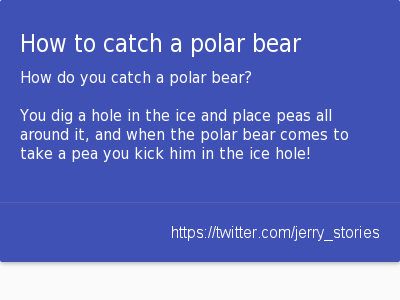 How to catch a polar bear
How do you catch a polar bear?
You dig a hole in the ice and place peas all
around it, and when the polar bear comes to
take a pea you kick him in the ice hole!
https://twitter.com/jerry_stories